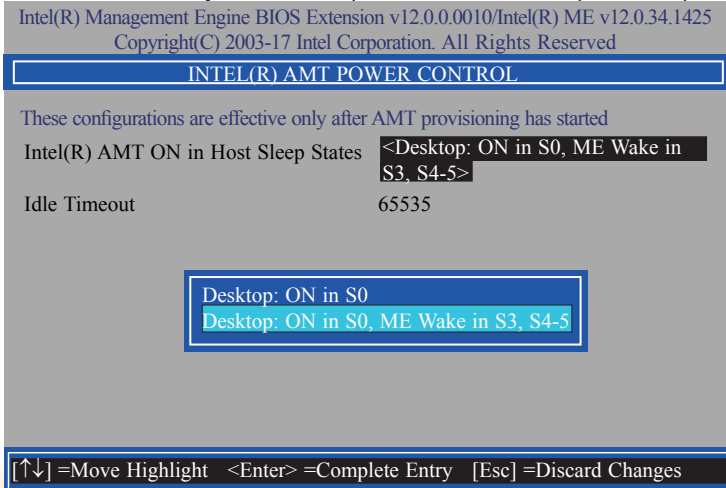 Intel(R) Management Engine BIOS Extension v12.0.0.0010/Intel(R) ME v12.0.34.1425
Copyright(C) 2003-17 Intel Corporation. All Rights Reserved
INTEL(R) AMT POWER CONTROL
These configurations are effective only after AMT provisioning has started
Intel(R) AMT ON in Host Sleep States <Desktop: ON in S0, ME Wake in
S3, S4-5>
Idle Timeout 65535
Desktop: ON in S0
Desktop: ON in S0, ME Wake in S3, S4-5
[↑↓] =Move Highlight <Enter> =Complete Entry [Esc] =Discard Changes